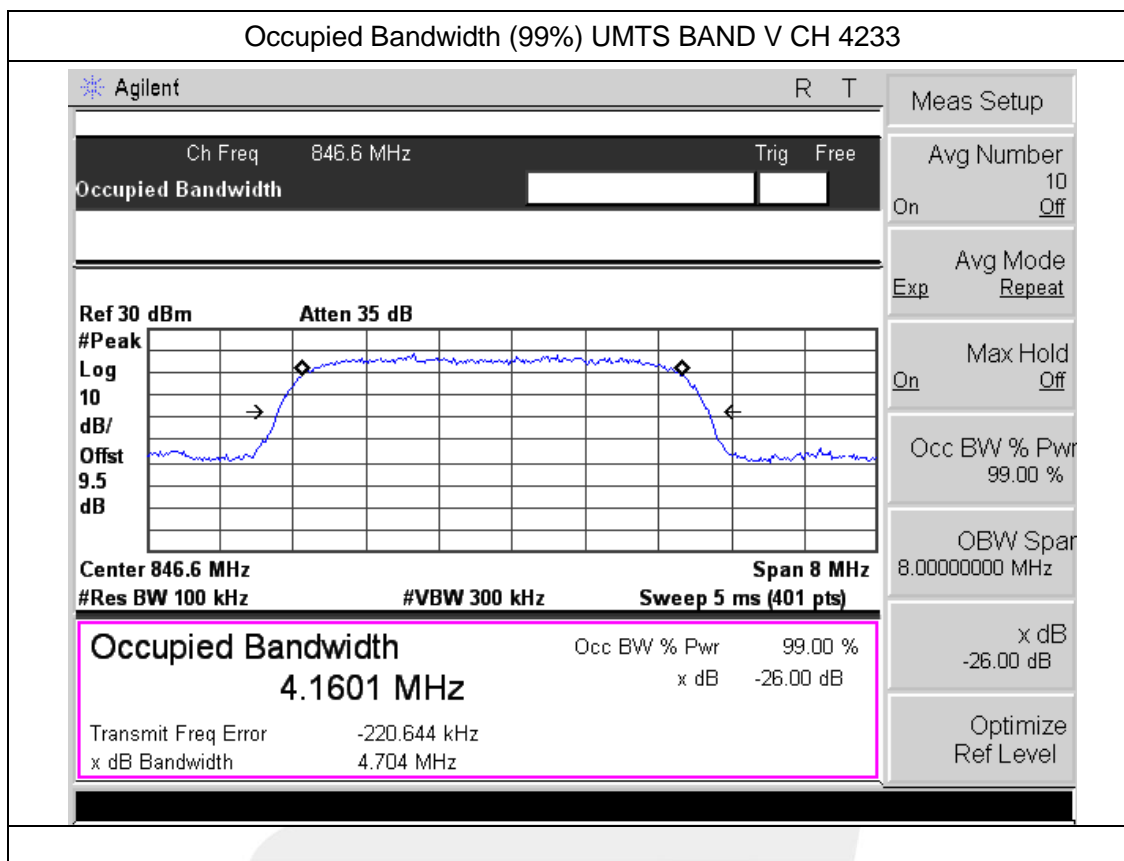 Occupied Bandwidth (99%) UMTS BAND V CH 4233
Agilent
R T
Ch Freq 846.6 MHz Trig Free
Occupied Bandwidth
Ref 30 dBm Atten 35 dB
#Peak
Log
10
dB/
Offst
9.5
dB
Center 846.6 MHz Span 8 MHz
#Res BW 100 kHz #VBW 300 kHz Sweep 5 ms (401 pts)
Occupied Bandwidth
4.1601 MHz
Occ BW % Pwr 99.00 %
x dB -26.00 dB
Transmit Freq Error -220.644 kHz
x dB Bandwidth 4.704 MHz
Meas Setup
Avg Number
10
On Off
Avg Mode
Exp Repeat
Max Hold
On Off
Occ BW % Pwr
99.00 %
OBW Span
8.00000000 MHz
x dB
-26.00 dB
Optimize
Ref Level